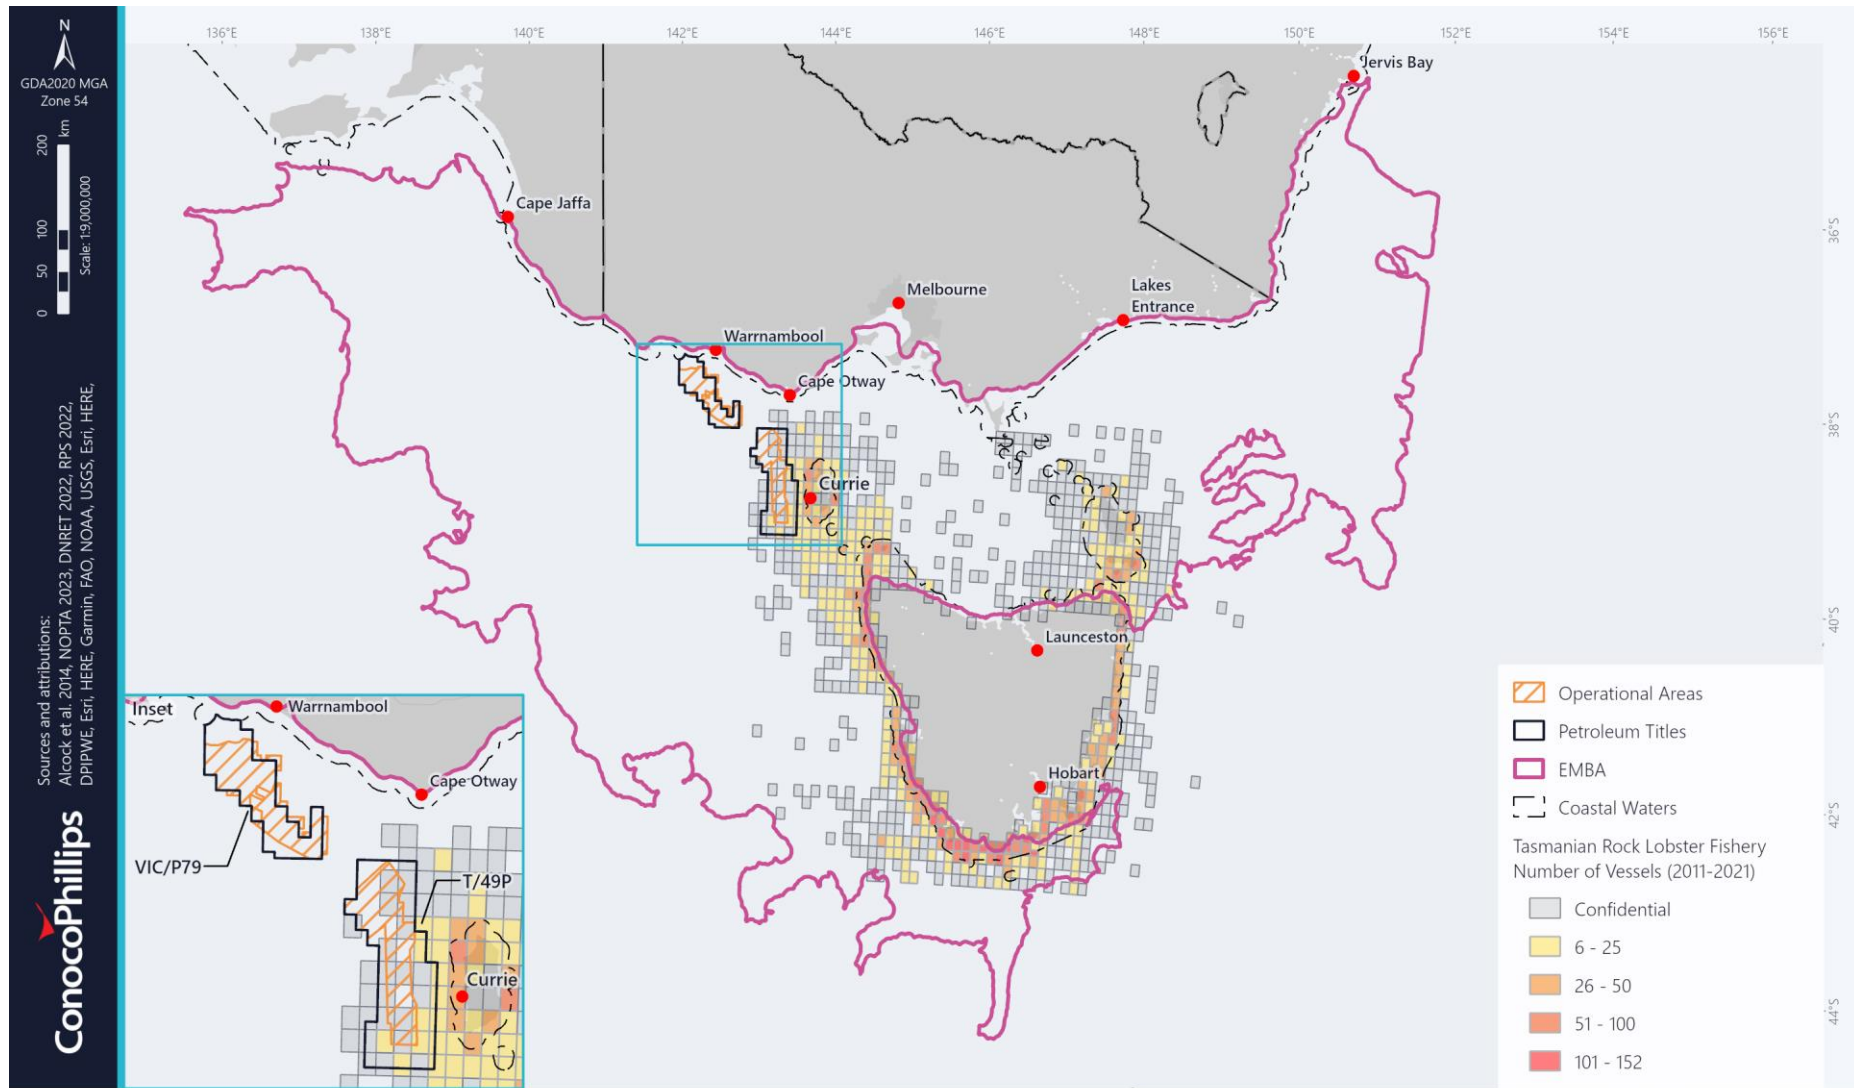 N
GDA2020 MGA
Zone 54
0 50 100 200
km
Scale: 1:9,000,000
Sources and attributions:
Alcock et al. 2014, NOPTA 2023, DNRET 2022, RPS 2022,
DPIPWE, Esri, HERE, Garmin, FAO, NOAA, USGS, Esri, HERE,
ConocoPhillips
136°E 138°E 140°E 142°E 144°E 146°E 148°E 150°E 152°E 154°E 156°E
36°S
38°S
40°S
42°S
44°S
Jervis Bay
Cape Jaffa
Melbourne
Lakes
Entrance
Warrnambool
Cape Otway
Currie
Launceston
Hobart
Inset
Warrnambool
Cape Otway
VIC/P79
T/49P
Currie
Operational Areas
Petroleum Titles
EMBA
Coastal Waters
Tasmanian Rock Lobster Fishery
Number of Vessels (2011-2021)
Confidential
6 - 25
26 - 50
51 - 100
101 - 152